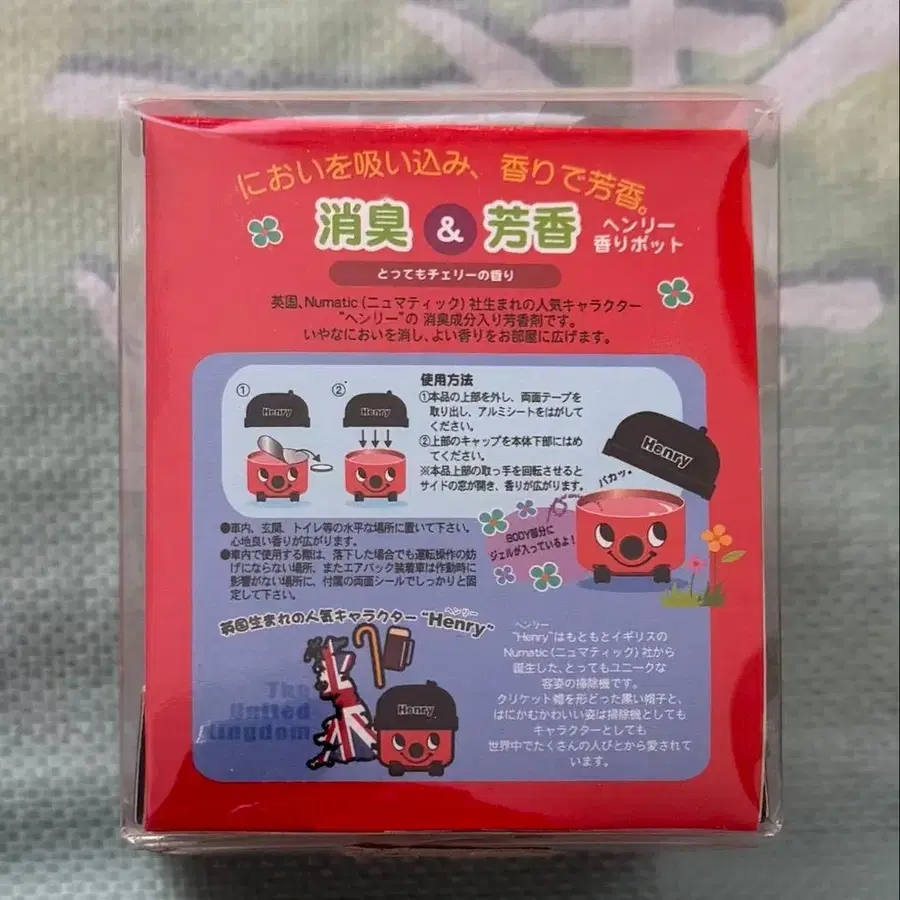 においを吸い込み、香りで芳香。
消臭&芳香 ヘンリー
香りポット
とってもチェリーの香り
英国、Numatic(ニュマティック)社生まれの人気キャラクター
"ヘンリー"の 消臭成分入り芳香剤です。
いやなにおいを消し、よい香りをお部屋に広げます。
① ②
Henry
Henry
使用方法
①本品の上部を外し、両面テープを
取り出し、アルミシートをはがして
ください。
②上部のキャップを本体下部にはめ
てください。
※本品上部の取っ手を回転させると
サイドの窓が開き、香りが広がります。
Henry
パカッ。
BODY部分に
ジェルが入っているよ!
●車内、玄関、トイレ等の水平な場所に置いて下さい。
心地良い香りが広がります。
●車内で使用する際は、落下した場合でも運転操作の妨
げにならない場所、またエアバック装着車は作動時に
影響がない場所に、付属の両面シールでしっかりと固
定して下さい。
ヘンリー
英国生まれの人気キャラクター"Henry"
The
United
Kingdom
Henry
ヘンリー
"Henry"はもともとイギリスの
Numatic(ニュマティック)社から
誕生した、とってもユニークな
容姿の掃除機です。
クリケット帽を形どった黒い帽子と、
はにかむかわいい姿は掃除機としても
キャラクターとしても
世界中でたくさんの人びとから愛されて
います。